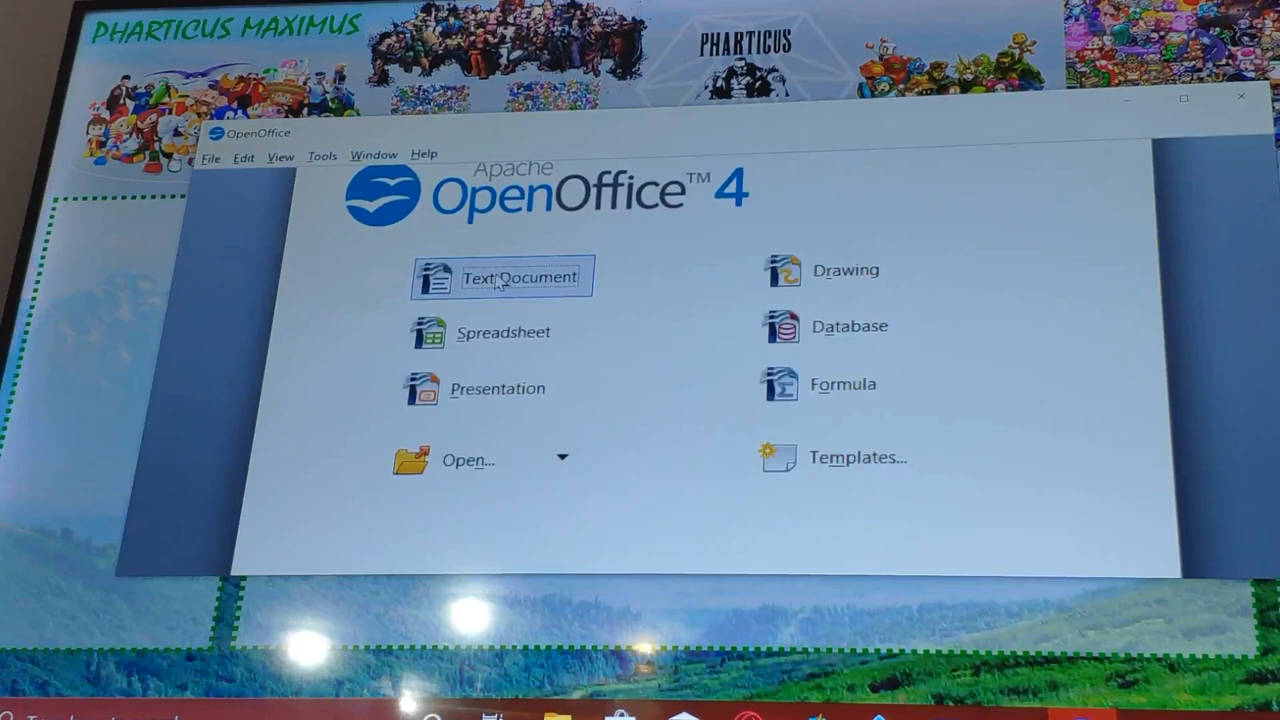 PHARTICUS MAXIMUS
PHARTICUS
OpenOffice
File Edit View Tools Window Help
Apache
OpenOffice™ 4
Text Document
Drawing
Spreadsheet
Database
Presentation
Formula
Open...
Templates...